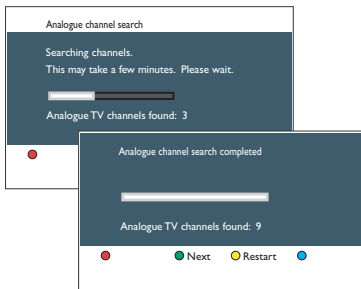 Analogue channel search
Searching channels.
This may take a few minutes. Please wait.
Analogue TV channels found: 3
Analogue channel search completed
Analogue TV channels found: 9
Next Restart